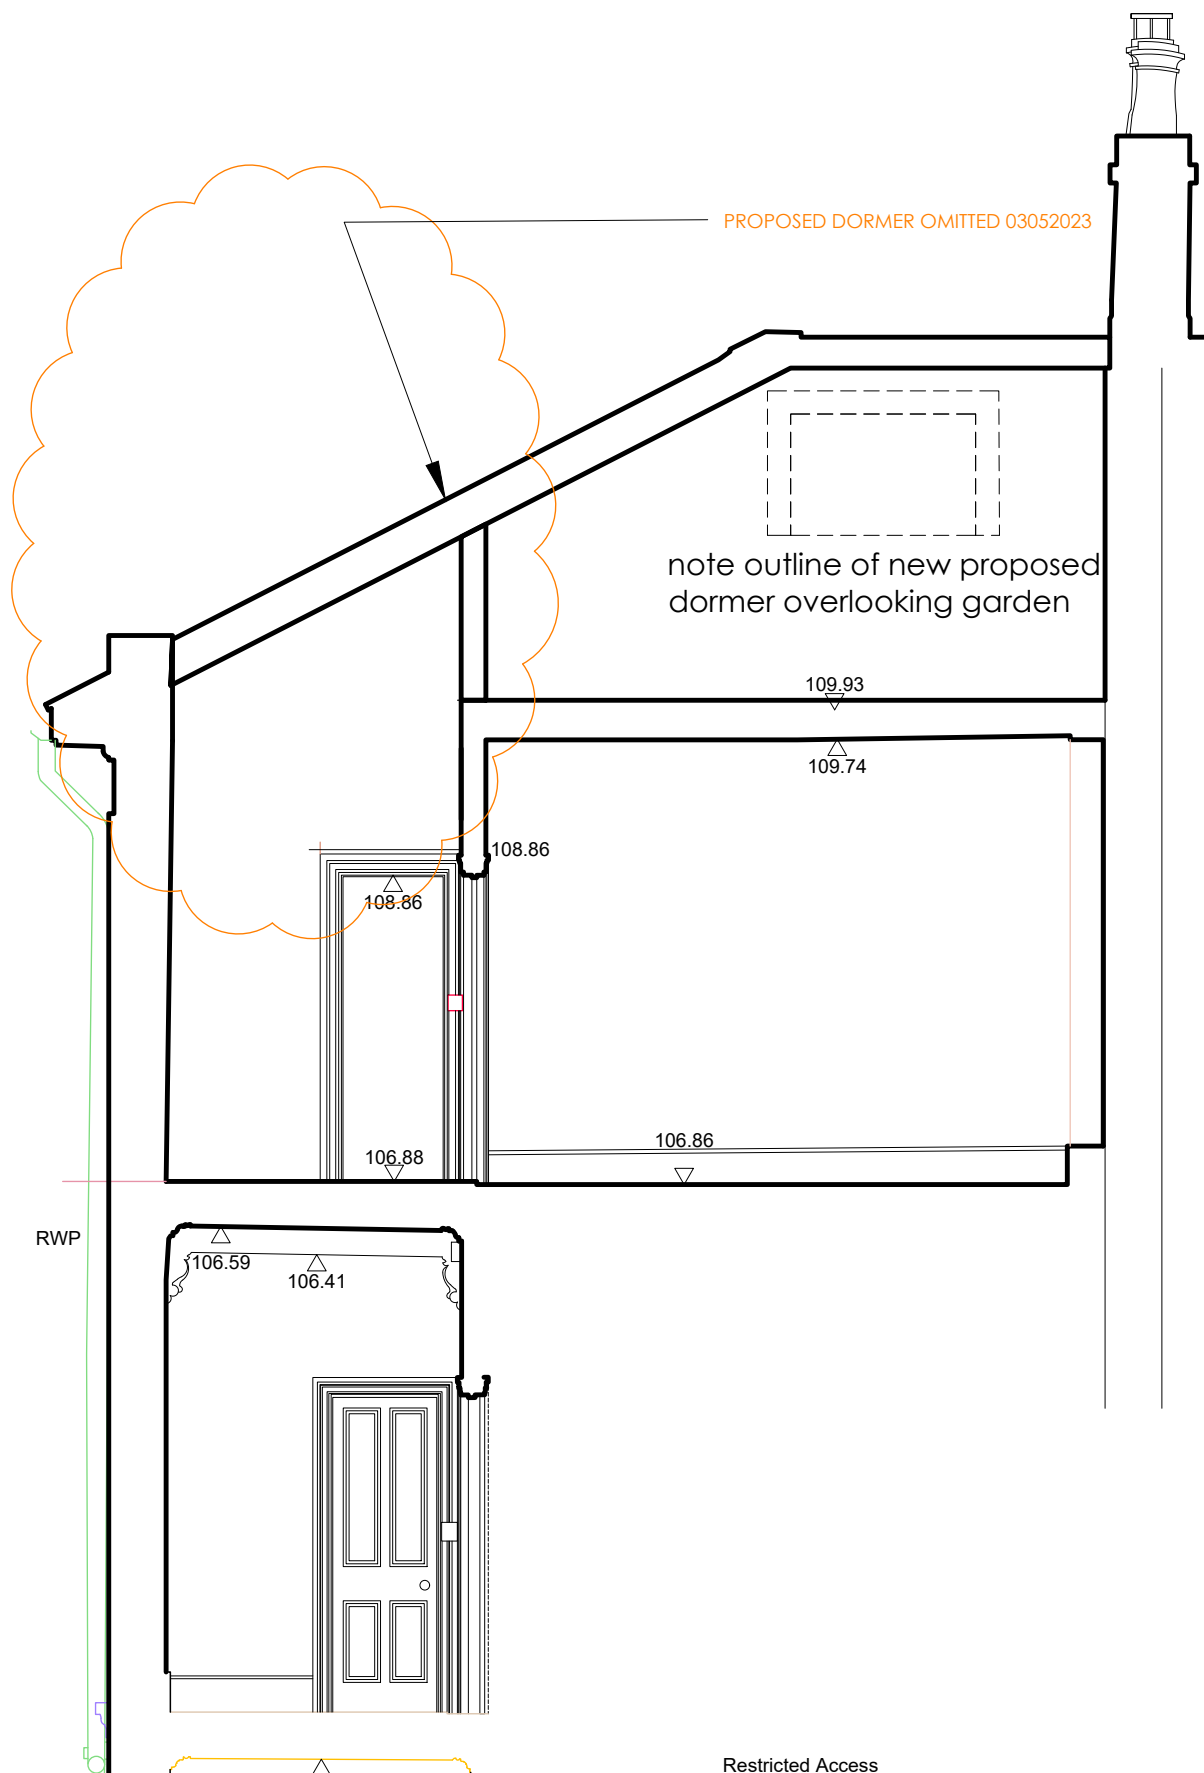 PROPOSED DORMER OMITTED 03052023
note outline of new proposed
dormer overlooking garden
109.93
109.74
108.86
108.86
106.86
106.88
RWP
106.59
106.41
Restricted Access